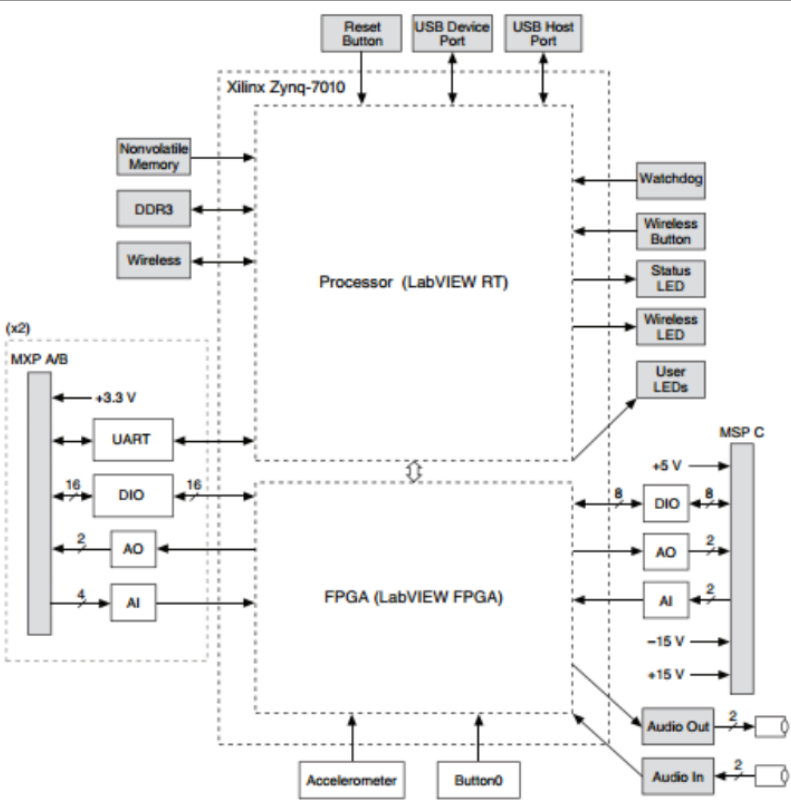 Reset
Button
USB Device
Port
USB Host
Port
Xilinx Zynq-7010
Nonvolatile
Memory
DDR3
Wireless
Processor (LabVIEW RT)
Watchdog
Wireless
Button
Status
LED
Wireless
LED
User
LEDs
(x2)
MXP A/B
+3.3 V
UART
16
DIO
16
2
AO
4
AI
FPGA (LabVIEW FPGA)
MSP C
+5 V
8
DIO
8
AO
2
AI
2
–15 V
+15 V
Audio Out
2
Audio In
2
Accelerometer
Button0